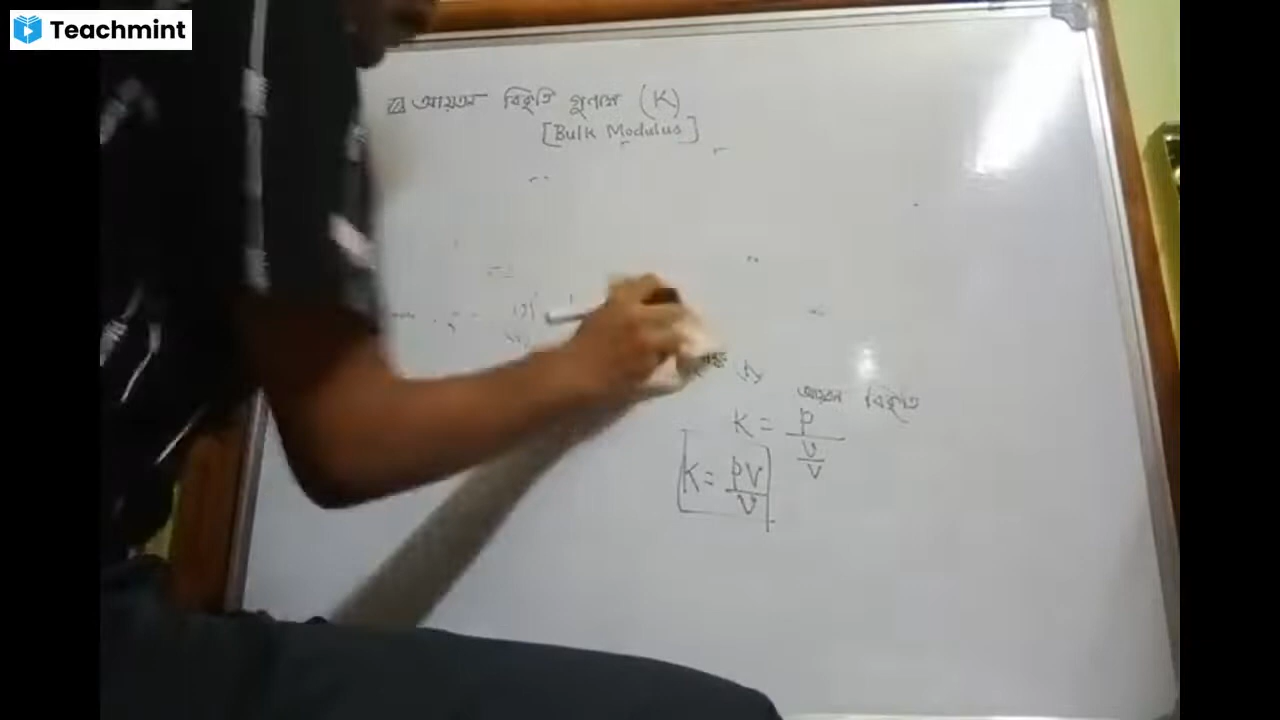 Teachmint
আয়তন বিকৃতি গুণাঙ্ক (K)
[Bulk Modulus]
আয়তন বিকৃতি
K = P / v/V
K = PV / v